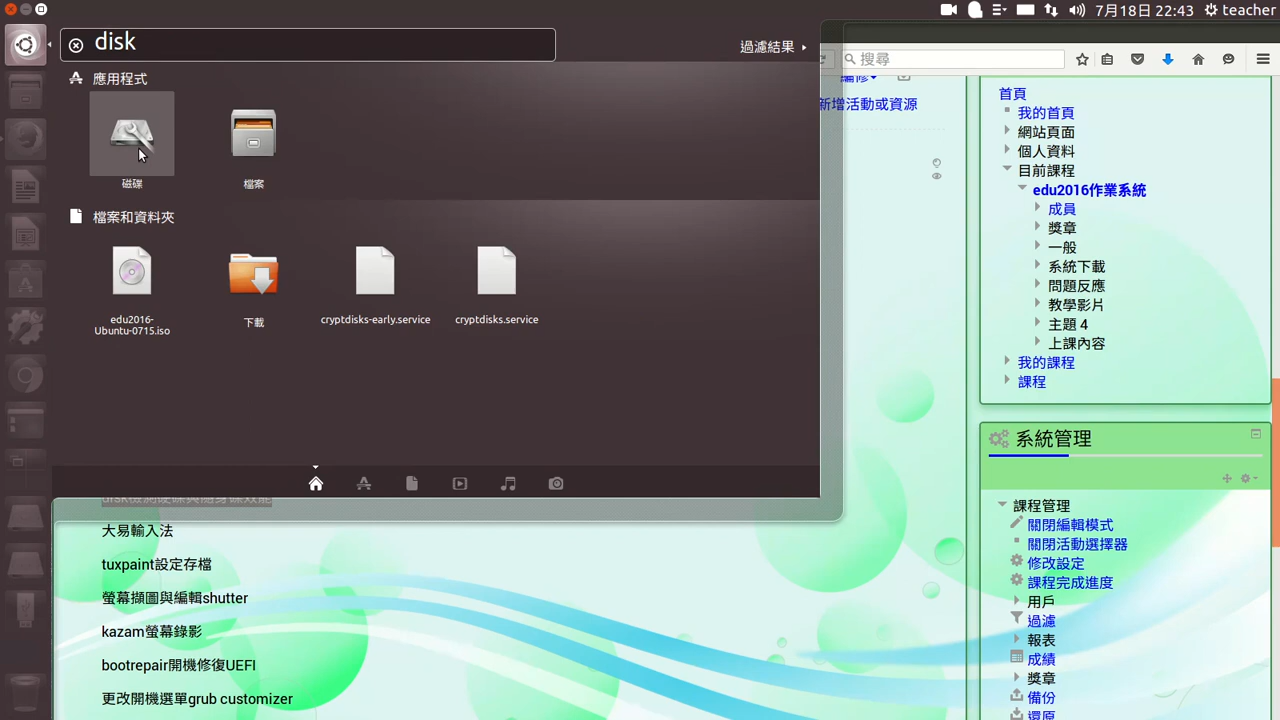 7月18日 22:43
teacher
disk
過濾結果
應用程式
磁碟
檔案
檔案和資料夾
edu2016-
Ubuntu-0715.iso
下載
cryptdisks-early.service
cryptdisks.service
搜尋
編修
新增活動或資源
大易輸入法
tuxpaint設定存檔
螢幕擷圖與編輯shutter
kazam螢幕錄影
bootrepair開機修復UEFI
更改開機選單grub customizer
首頁
我的首頁
網站頁面
個人資料
目前課程
edu2016作業系統
成員
獎章
一般
系統下載
問題反應
教學影片
主題 4
上課內容
我的課程
課程
系統管理
課程管理
關閉編輯模式
關閉活動選擇器
修改設定
課程完成進度
用戶
過濾
報表
成績
獎章
備份
還原